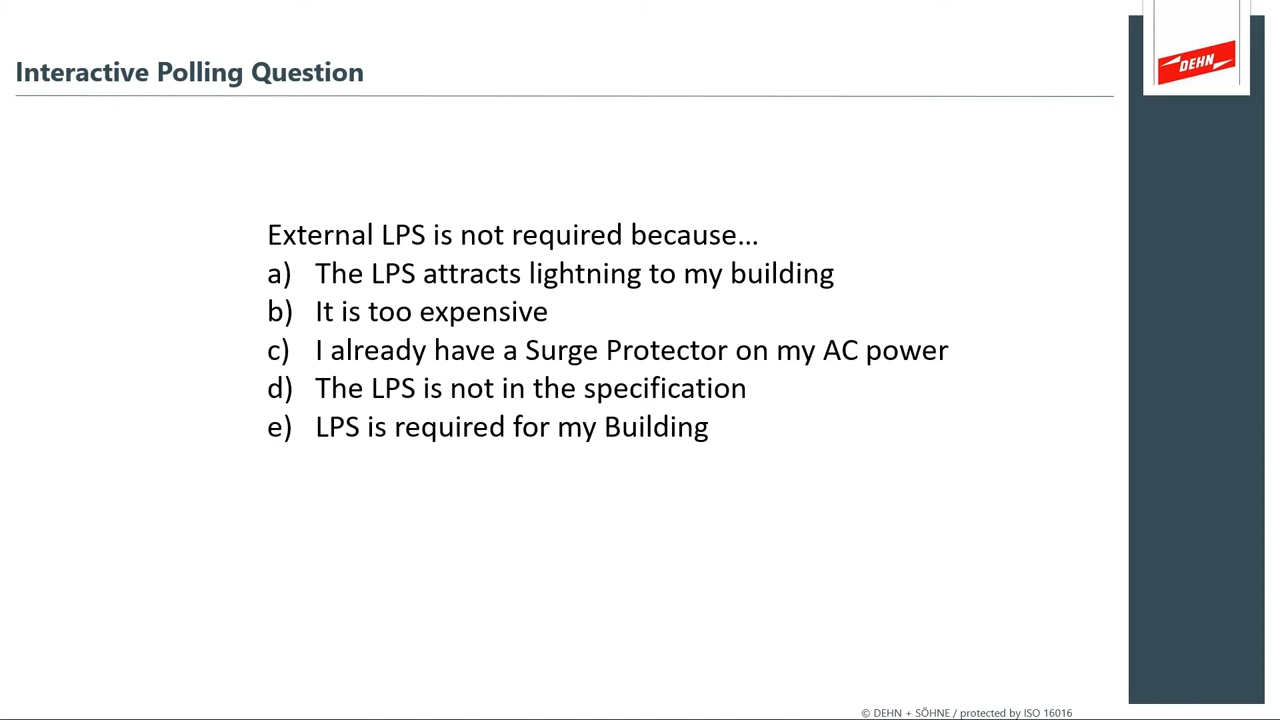 Interactive Polling Question
DEHN
External LPS is not required because...
a) The LPS attracts lightning to my building
b) It is too expensive
c) I already have a Surge Protector on my AC power
d) The LPS is not in the specification
e) LPS is required for my Building
© DEHN + SÖHNE / protected by ISO 16016